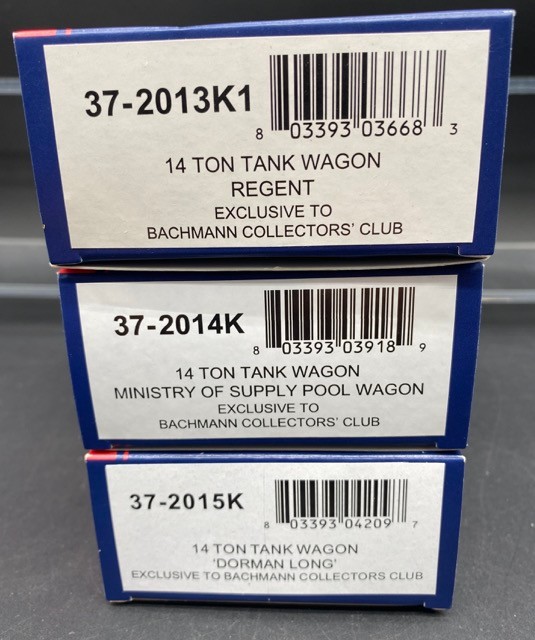 37-2013K1
8 03393 03668 3
14 TON TANK WAGON
REGENT
EXCLUSIVE TO
BACHMANN COLLECTORS' CLUB
37-2014K
8 03393 03918 9
14 TON TANK WAGON
MINISTRY OF SUPPLY POOL WAGON
EXCLUSIVE TO
BACHMANN COLLECTORS' CLUB
37-2015K
8 03393 04209 7
14 TON TANK WAGON
'DORMAN LONG'
EXCLUSIVE TO BACHMANN COLLECTORS CLUB